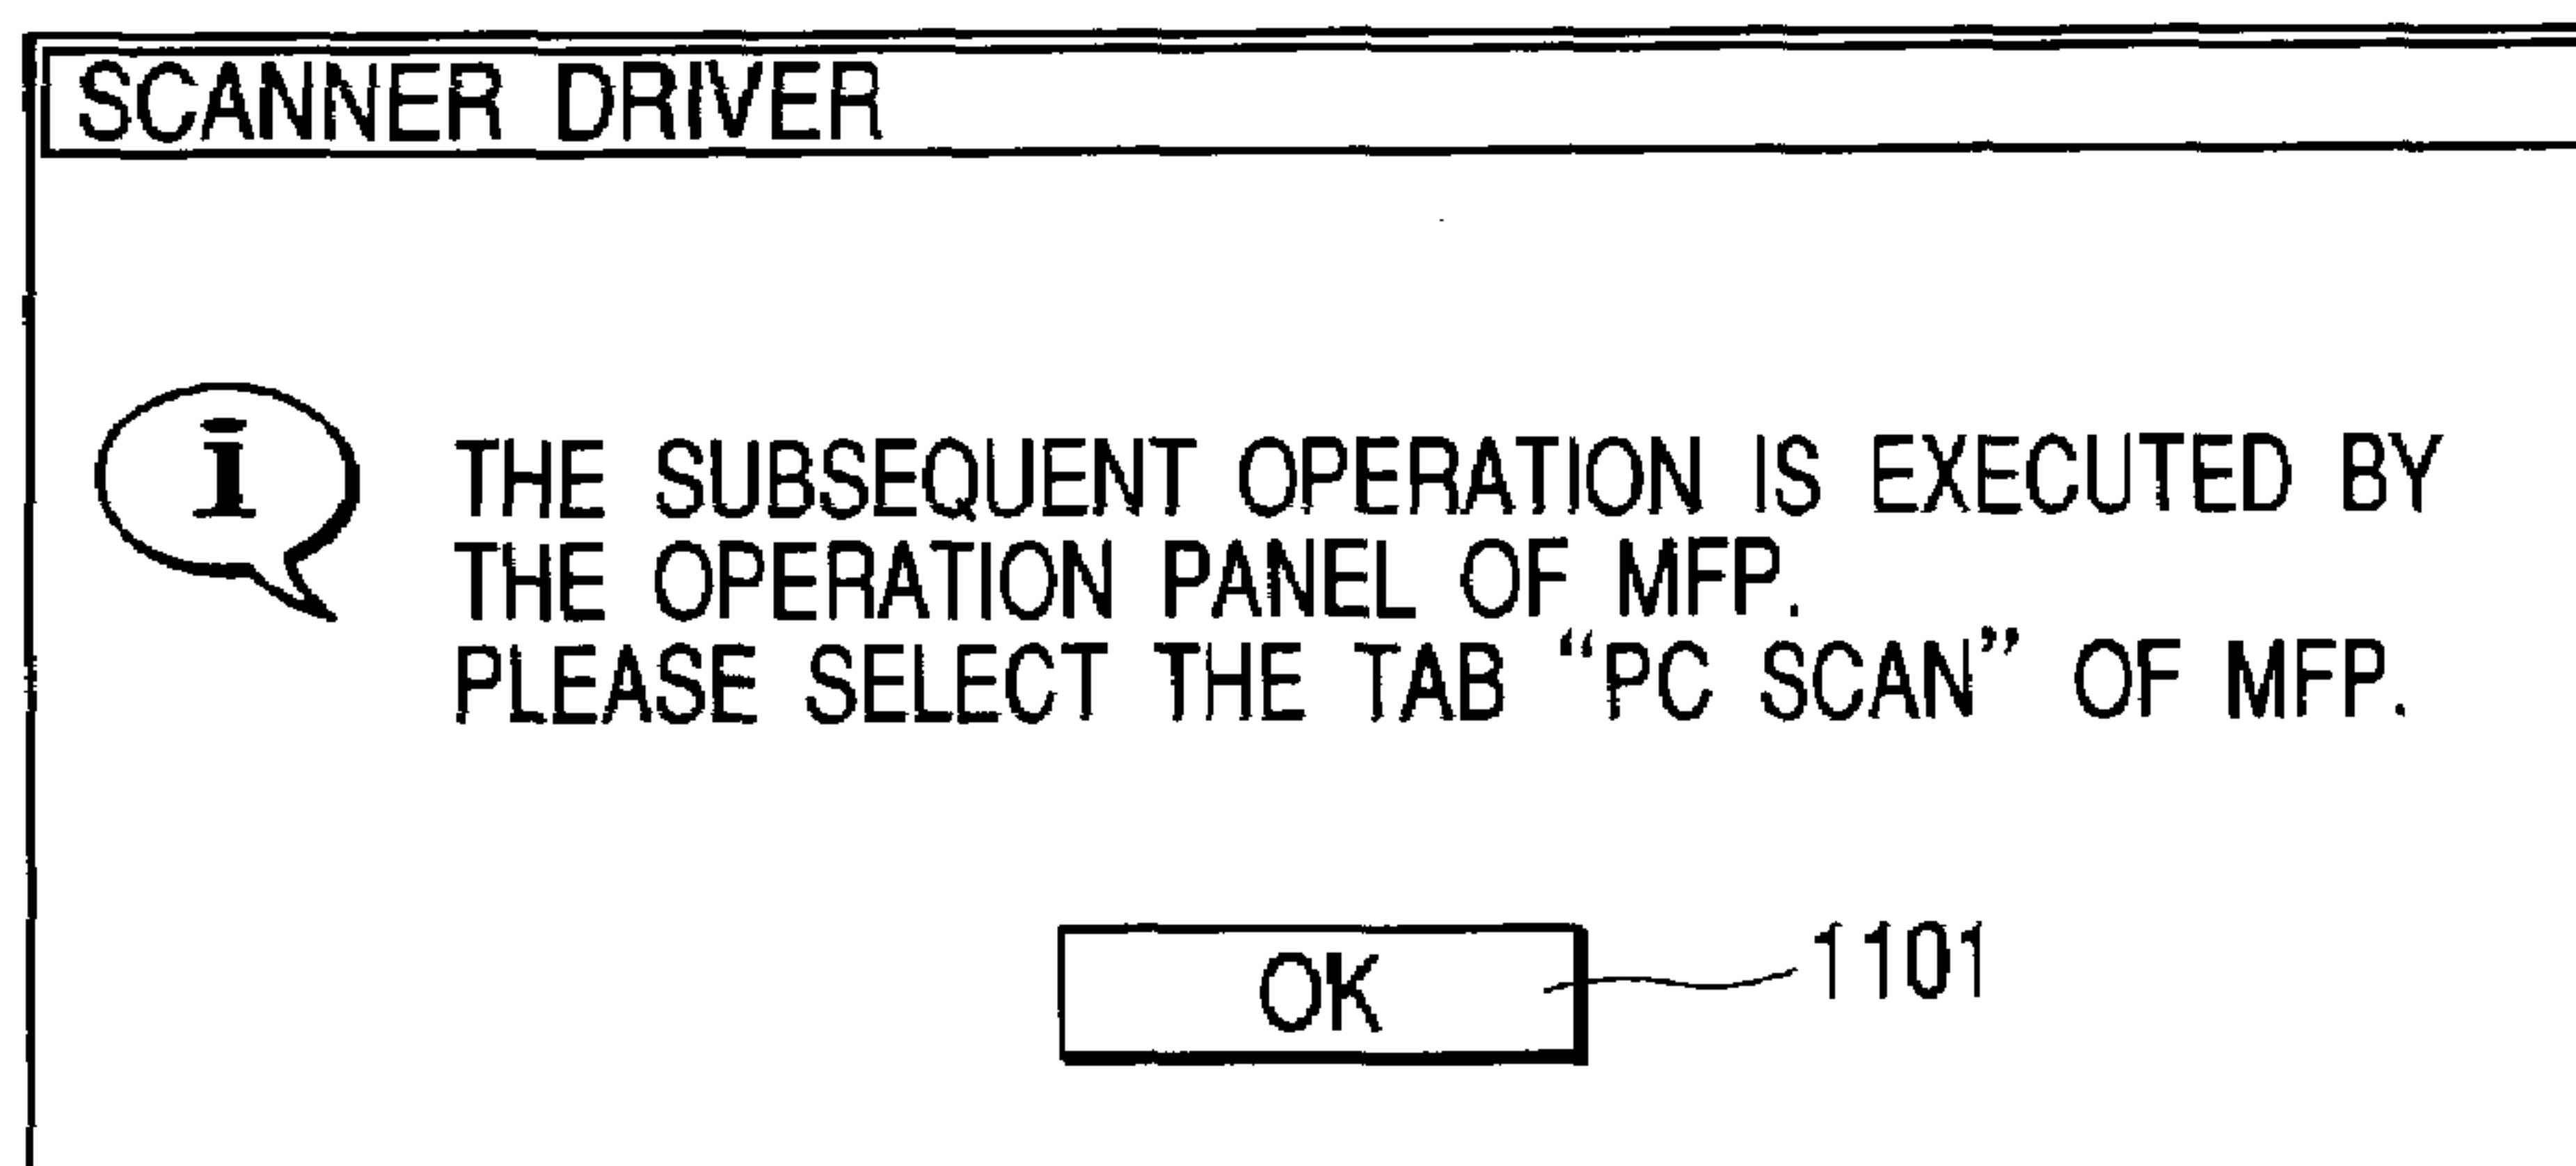 SCANNER DRIVER
i
THE SUBSEQUENT OPERATION IS EXECUTED BY
THE OPERATION PANEL OF MFP.
PLEASE SELECT THE TAB “PC SCAN” OF MFP.
OK 1101